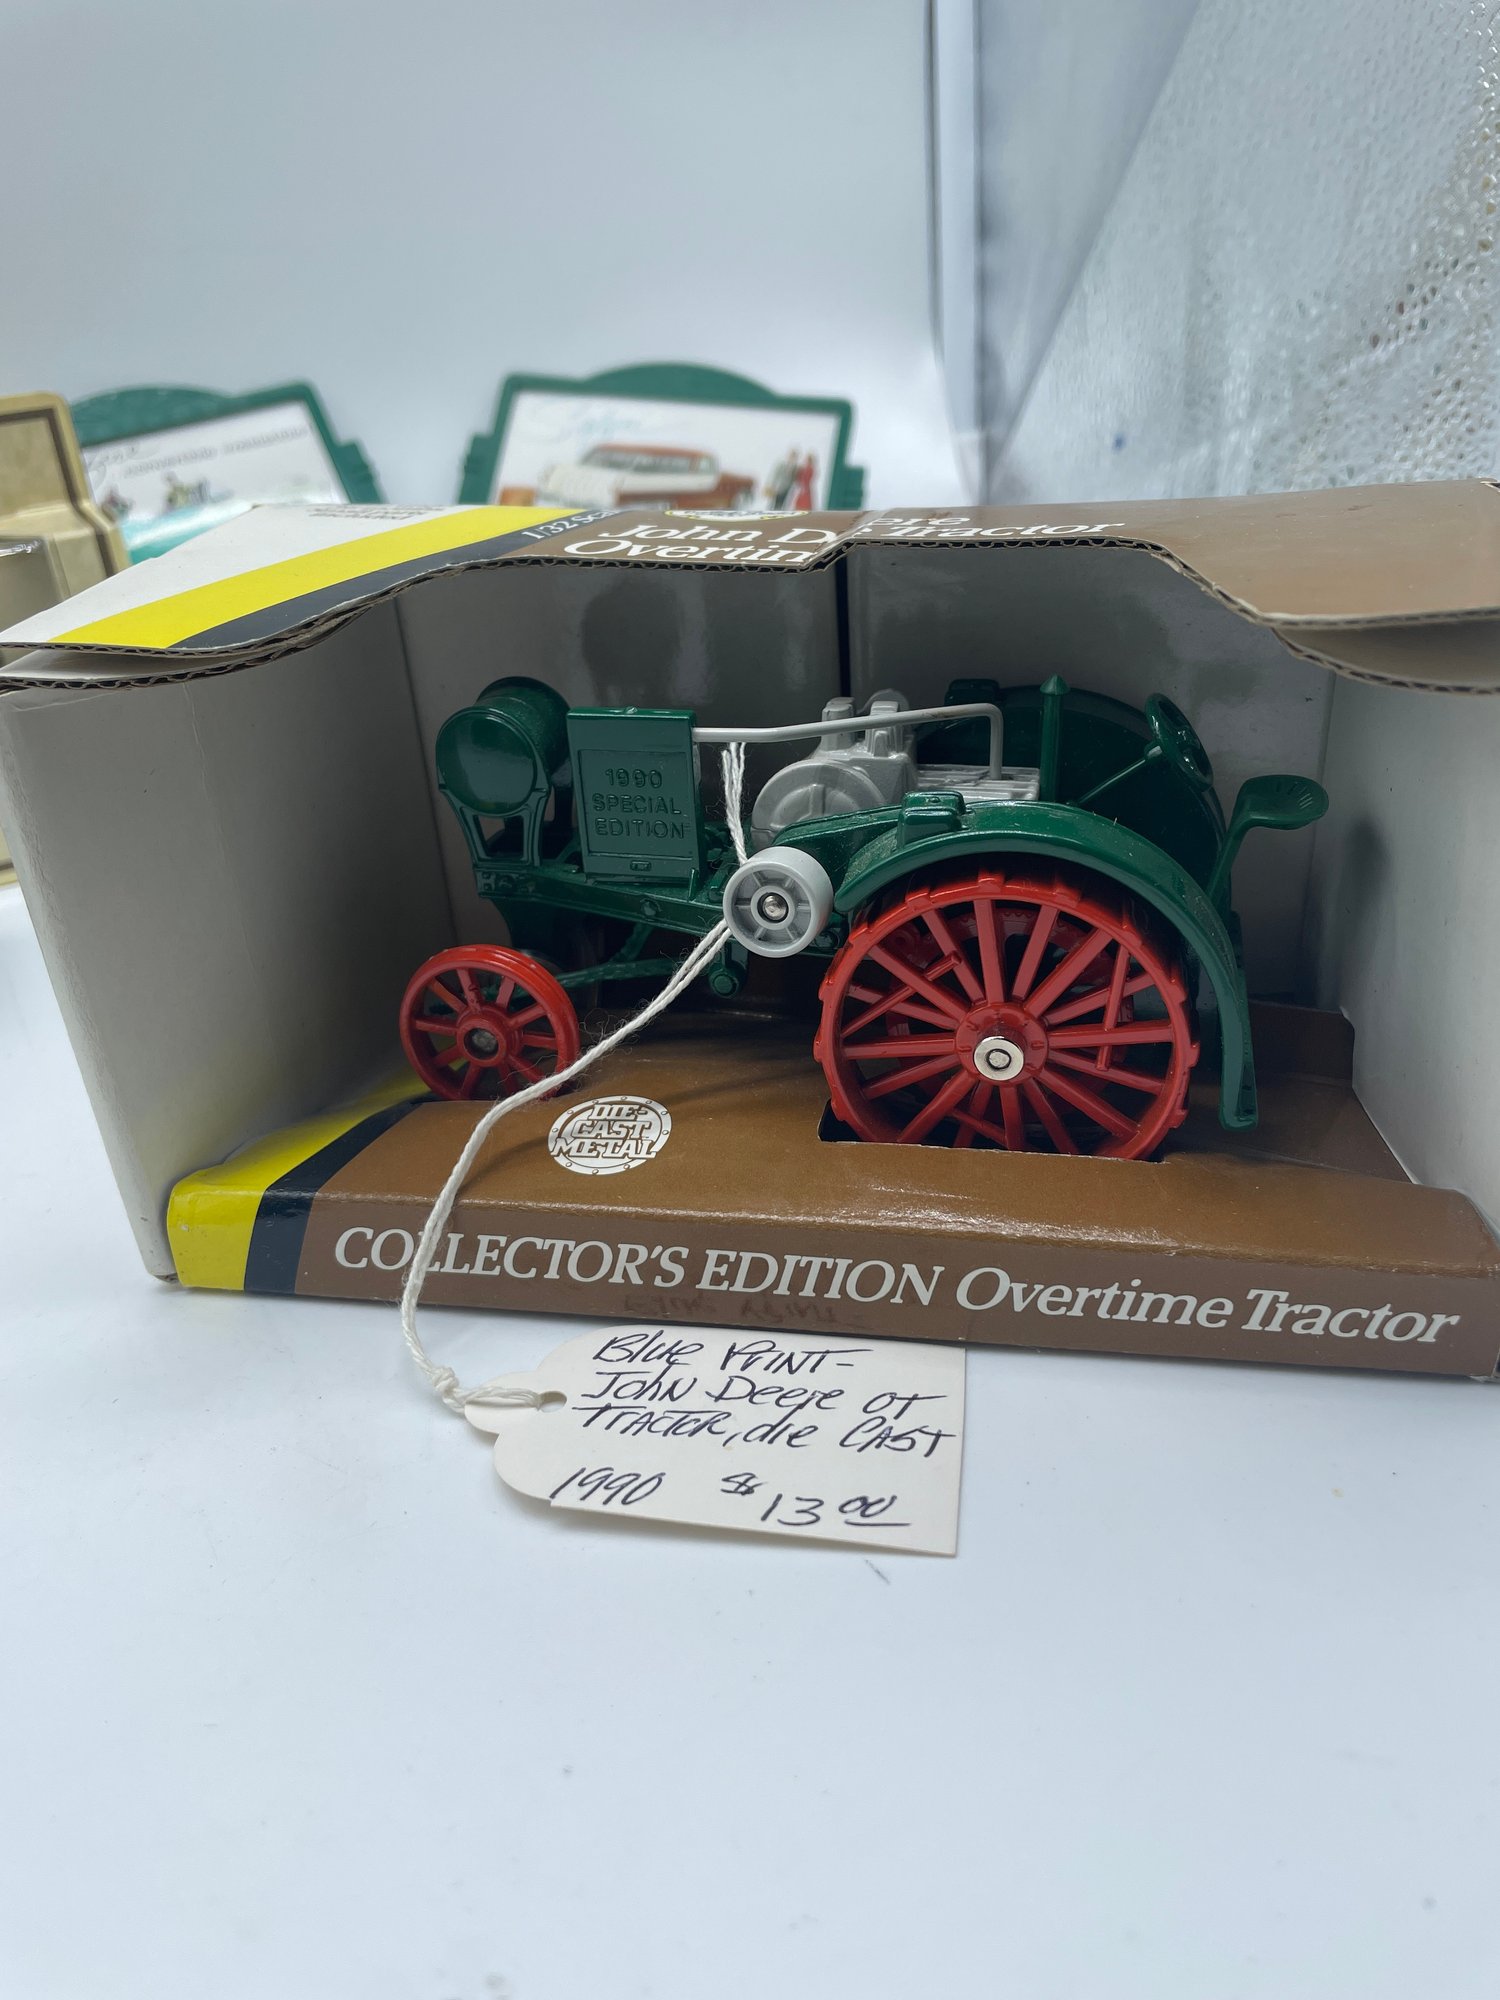 1/32
John Deere
Overtime Tractor
1990
SPECIAL
EDITION
DIE-
CAST
METAL
COLLECTOR'S EDITION Overtime Tractor
Blue Print-
John Deere OT
Tractor, die CAST
1990 $13.00